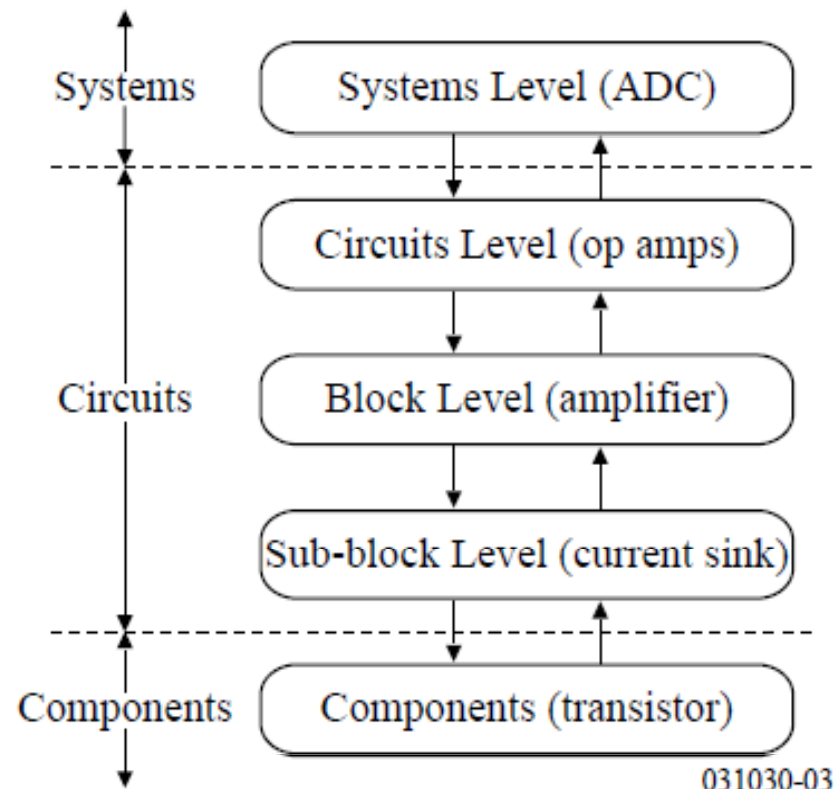 Systems
Systems Level (ADC)
Circuits Level (op amps)
Circuits
Block Level (amplifier)
Sub-block Level (current sink)
Components
Components (transistor)
031030-03